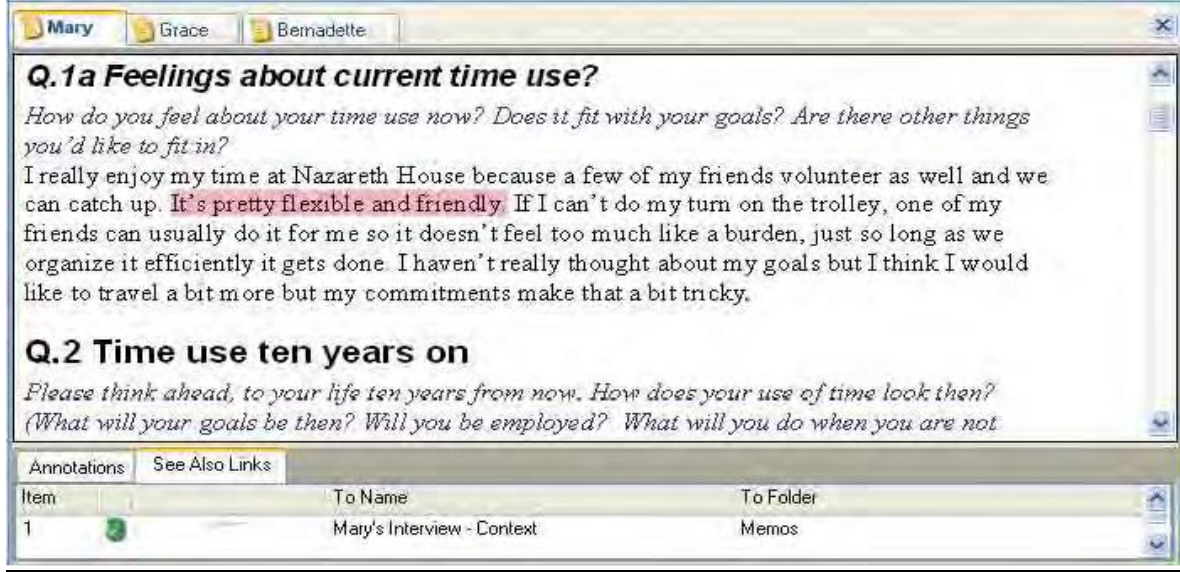 Mary Grace Bernadette
Q.1a Feelings about current time use?
How do you feel about your time use now? Does it fit with your goals? Are there other things
you'd like to fit in?
I really enjoy my time at Nazareth House because a few of my friends volunteer as well and we
can catch up. It's pretty flexible and friendly. If I can't do my turn on the trolley, one of my
friends can usually do it for me so it doesn't feel too much like a burden, just so long as we
organize it efficiently it gets done. I haven't really thought about my goals but I think I would
like to travel a bit more but my commitments make that a bit tricky.
Q.2 Time use ten years on
Please think ahead, to your life ten years from now. How does your use of time look then?
(What will your goals be then? Will you be employed? What will you do when you are not
Annotations See Also Links
Item To Name To Folder
1 Mary's Interview - Context Memos